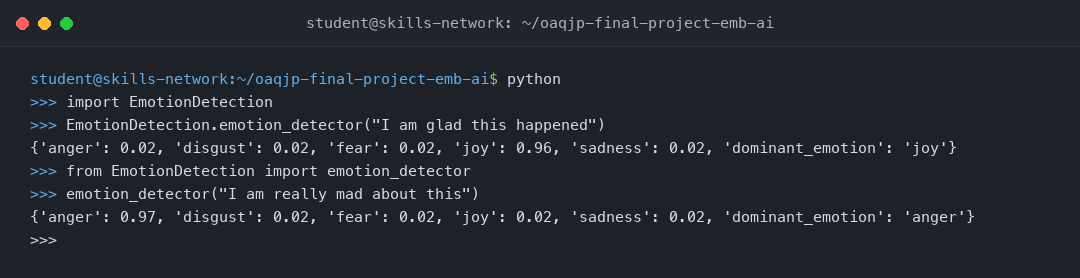 student@skills-network: ~/oaqjp-final-project-emb-ai
student@skills-network:~/oaqjp-final-project-emb-ai$ python
>>> import EmotionDetection
>>> EmotionDetection.emotion_detector("I am glad this happened")
{'anger': 0.02, 'disgust': 0.02, 'fear': 0.02, 'joy': 0.96, 'sadness': 0.02, 'dominant_emotion': 'joy'}
>>> from EmotionDetection import emotion_detector
>>> emotion_detector("I am really mad about this")
{'anger': 0.97, 'disgust': 0.02, 'fear': 0.02, 'joy': 0.02, 'sadness': 0.02, 'dominant_emotion': 'anger'}
>>>